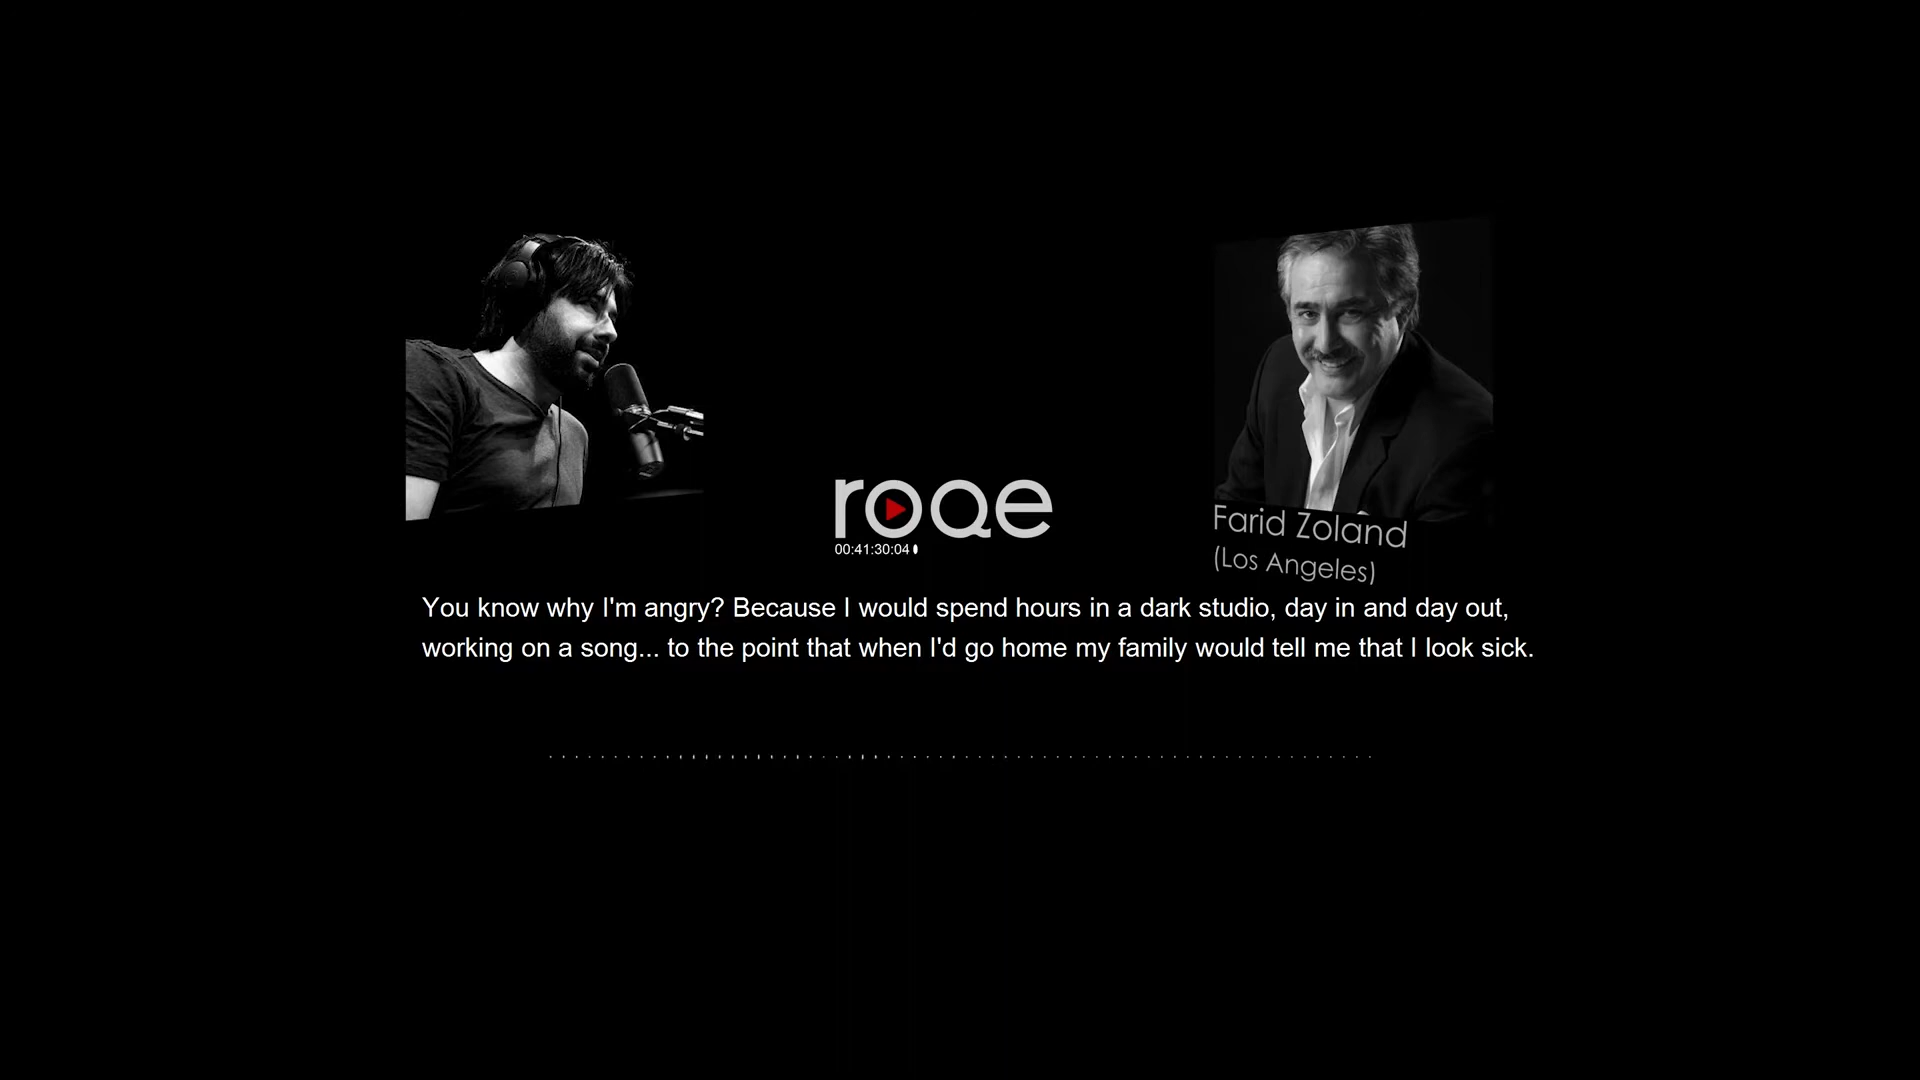 roqe
00:41:30:04
Farid Zoland
(Los Angeles)
You know why I'm angry? Because I would spend hours in a dark studio, day in and day out,
working on a song... to the point that when I'd go home my family would tell me that I look sick.